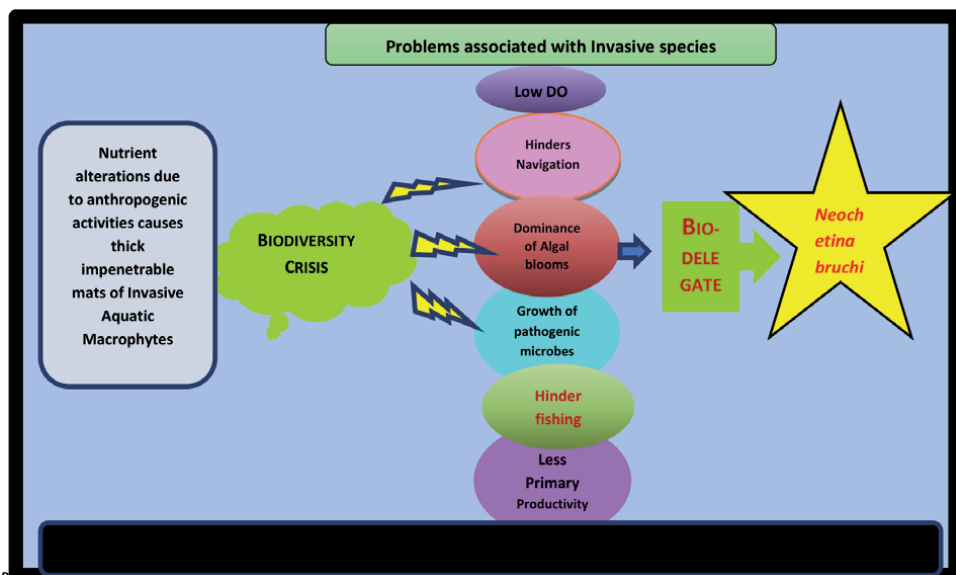 Problems associated with Invasive species
Nutrient
alterations due
to anthropogenic
activities causes
thick
impenetrable
mats of Invasive
Aquatic
Macrophytes
BIODIVERSITY
CRISIS
Low DO
Hinders
Navigation
Dominance
of Algal
blooms
Growth of
pathogenic
microbes
Hinder
fishing
Less
Primary
Productivity
BIO-
DELE
GATE
Neoch
etina
bruchi